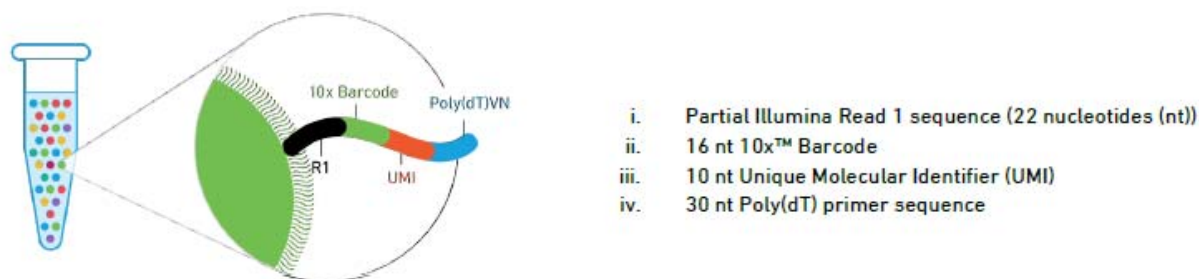 10x Barcode
Poly(dT)VN
R1
UMI
i. Partial Illumina Read 1 sequence (22 nucleotides (nt))
ii. 16 nt 10x™ Barcode
iii. 10 nt Unique Molecular Identifier (UMI)
iv. 30 nt Poly(dT) primer sequence